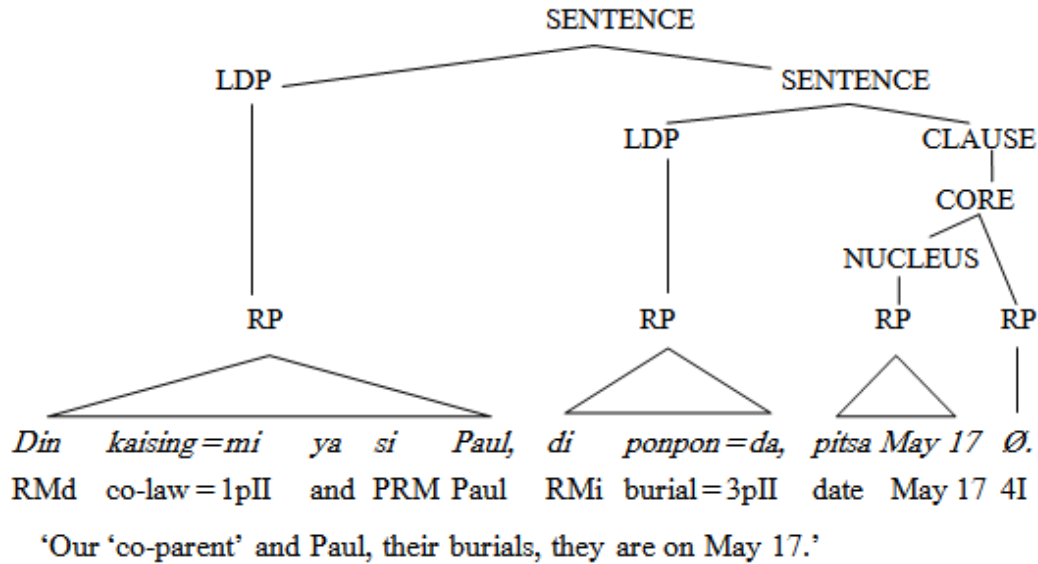 SENTENCE
LDP SENTENCE
LDP CLAUSE
CORE
NUCLEUS
RP RP RP RP
Din kaising=mi ya si Paul, di ponpon=da, pitsa May 17 Ø.
RMd co-law=1pII and PRM Paul RMi burial=3pII date May 17 4I
‘Our ‘co-parent’ and Paul, their burials, they are on May 17.’